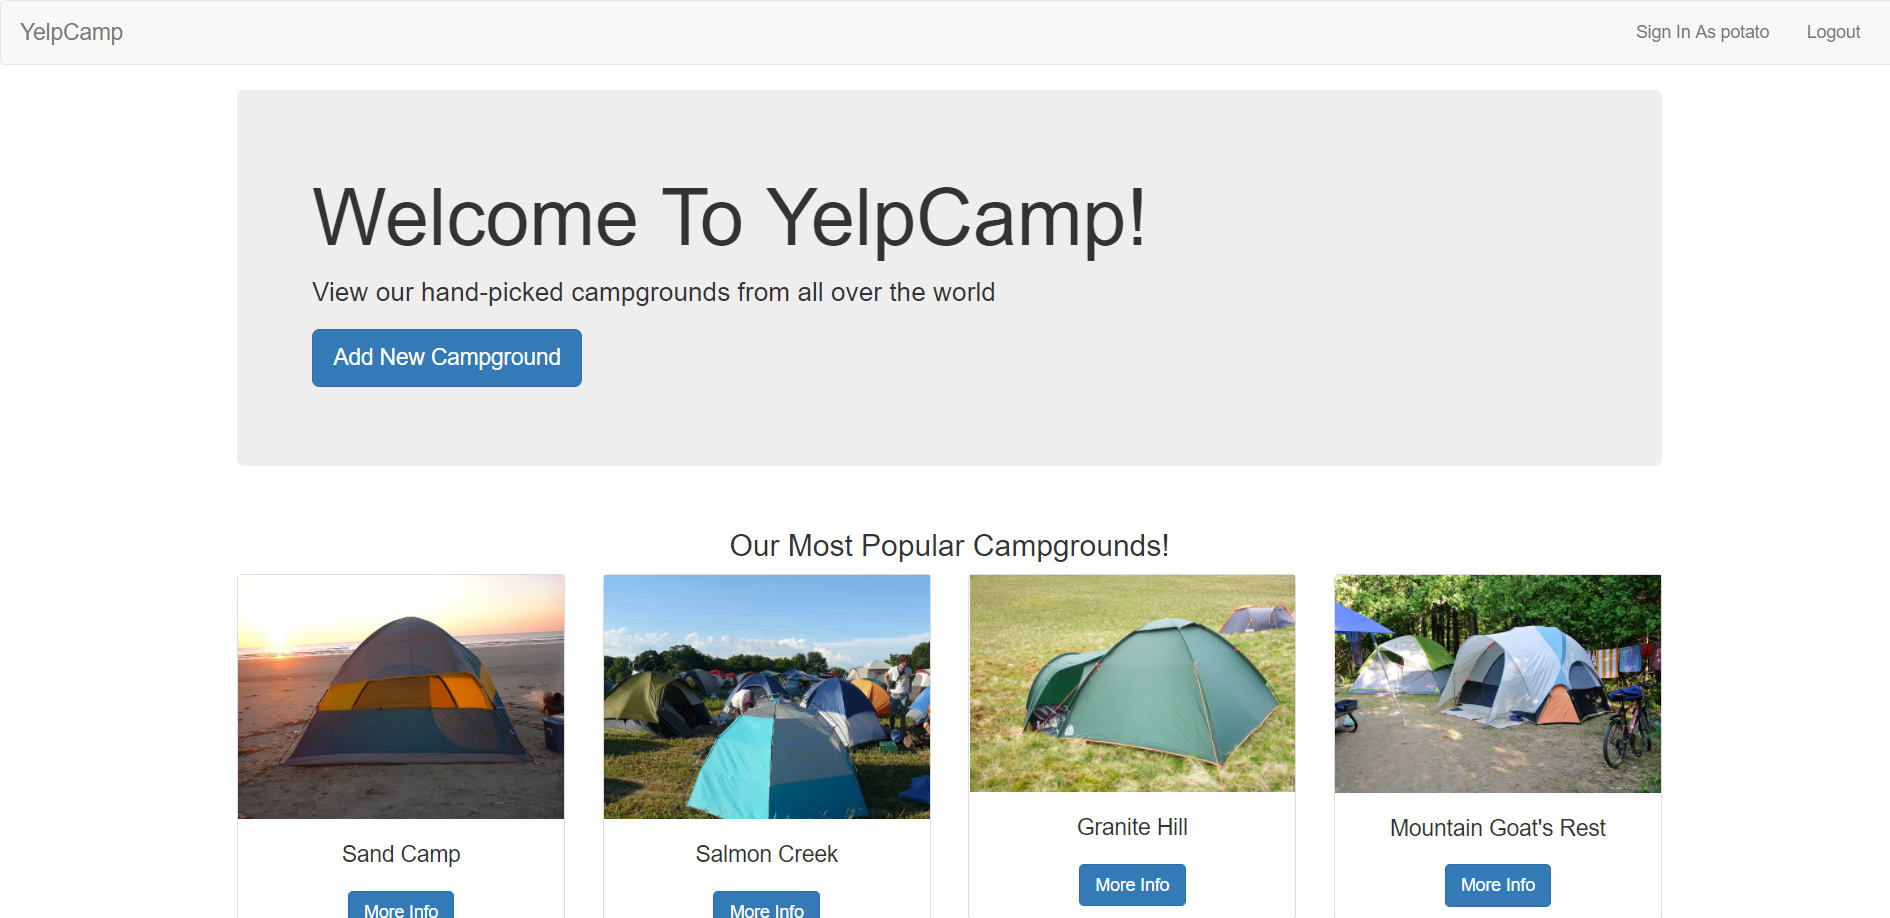 YelpCamp
Sign In As potato
Logout
Welcome To YelpCamp!
View our hand-picked campgrounds from all over the world
Add New Campground
Our Most Popular Campgrounds!
Sand Camp
More Info
Salmon Creek
More Info
Granite Hill
More Info
Mountain Goat's Rest
More Info